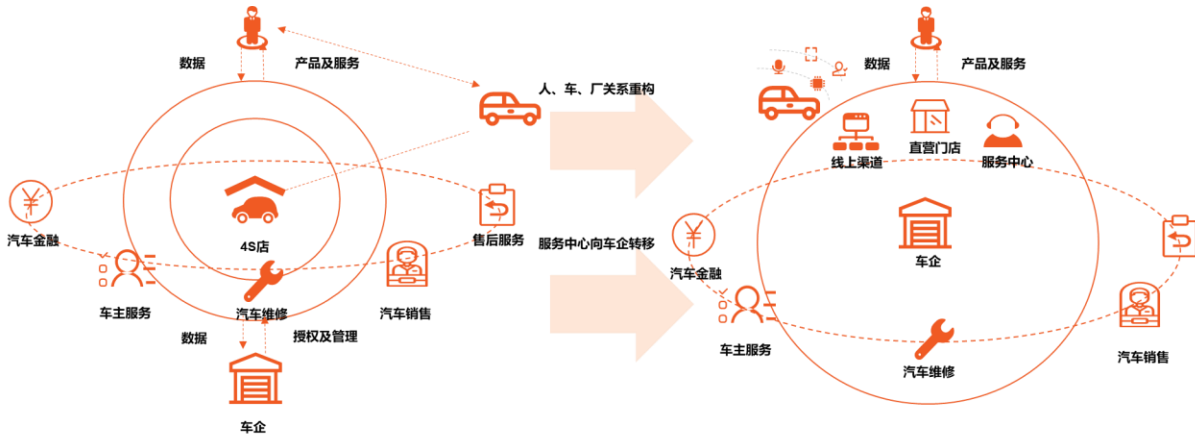 数据
产品及服务
人、车、厂关系重构
汽车金融
4S店
售后服务
车主服务
汽车维修
汽车销售
数据
授权及管理
车企
服务中心向车企转移
数据
产品及服务
线上渠道
直营门店
服务中心
汽车金融
车企
车主服务
汽车维修
汽车销售